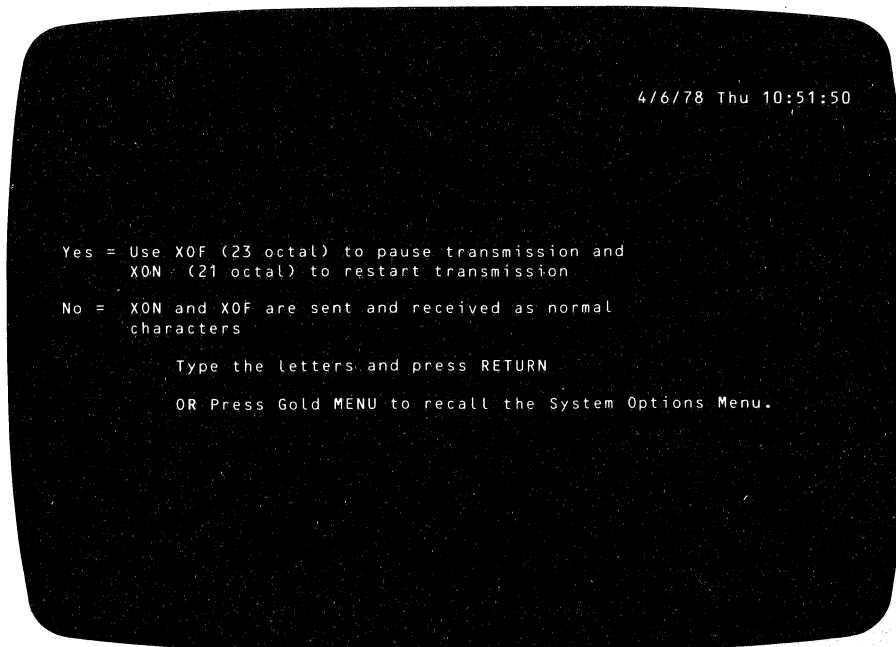 4/6/78 Thu 10:51:50
Yes = Use XOF (23 octal) to pause transmission and
XON (21 octal) to restart transmission
No = XON and XOF are sent and received as normal
characters
Type the letters and press RETURN
OR Press Gold MENU to recall the System Options Menu.